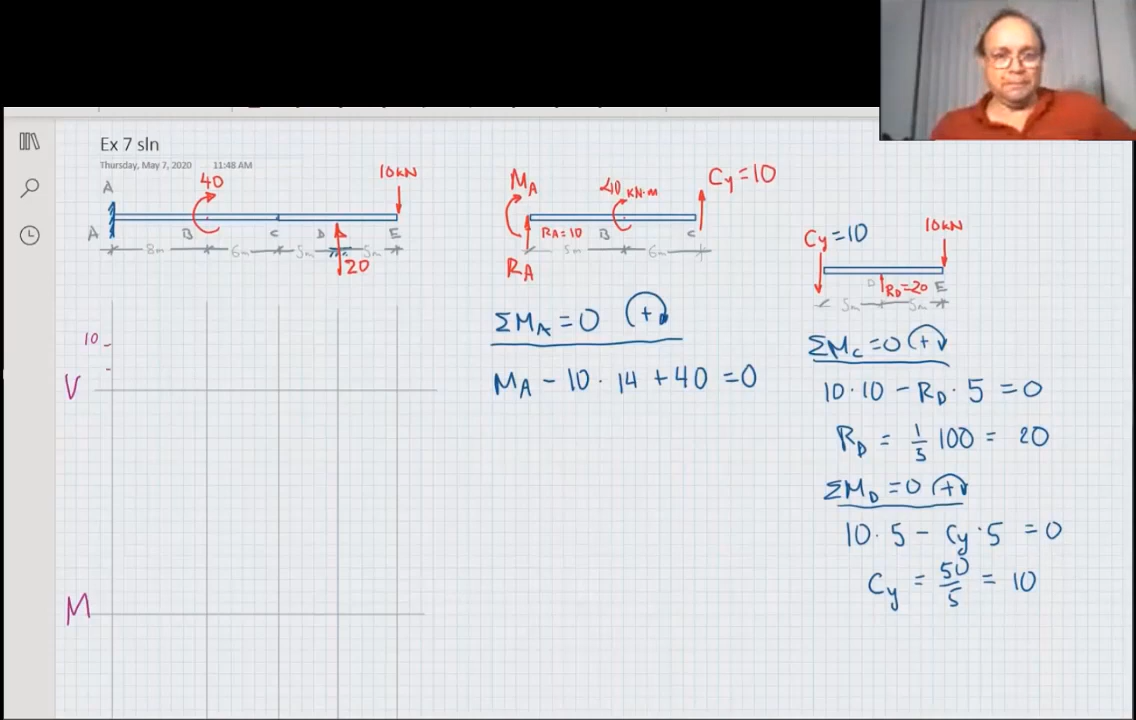 Ex 7 sln
Thursday, May 7, 2020 11:48 AM
A
40
10kN
A
B
C
D
E
8m
6m
5m
5m
20
10
V
M
MA
40 KN·M
Cy=10
RA=10
B
C
5m
6m
RA
ΣMA=0 (+)
MA - 10 · 14 + 40 = 0
Cy=10
10kN
D
RD=20
E
5m
5m
ΣMc=0 (+)
10·10 - RD · 5 = 0
RD = 1/5 100 = 20
ΣMD=0 (+)
10·5 - Cy·5 = 0
Cy = 50/5 = 10